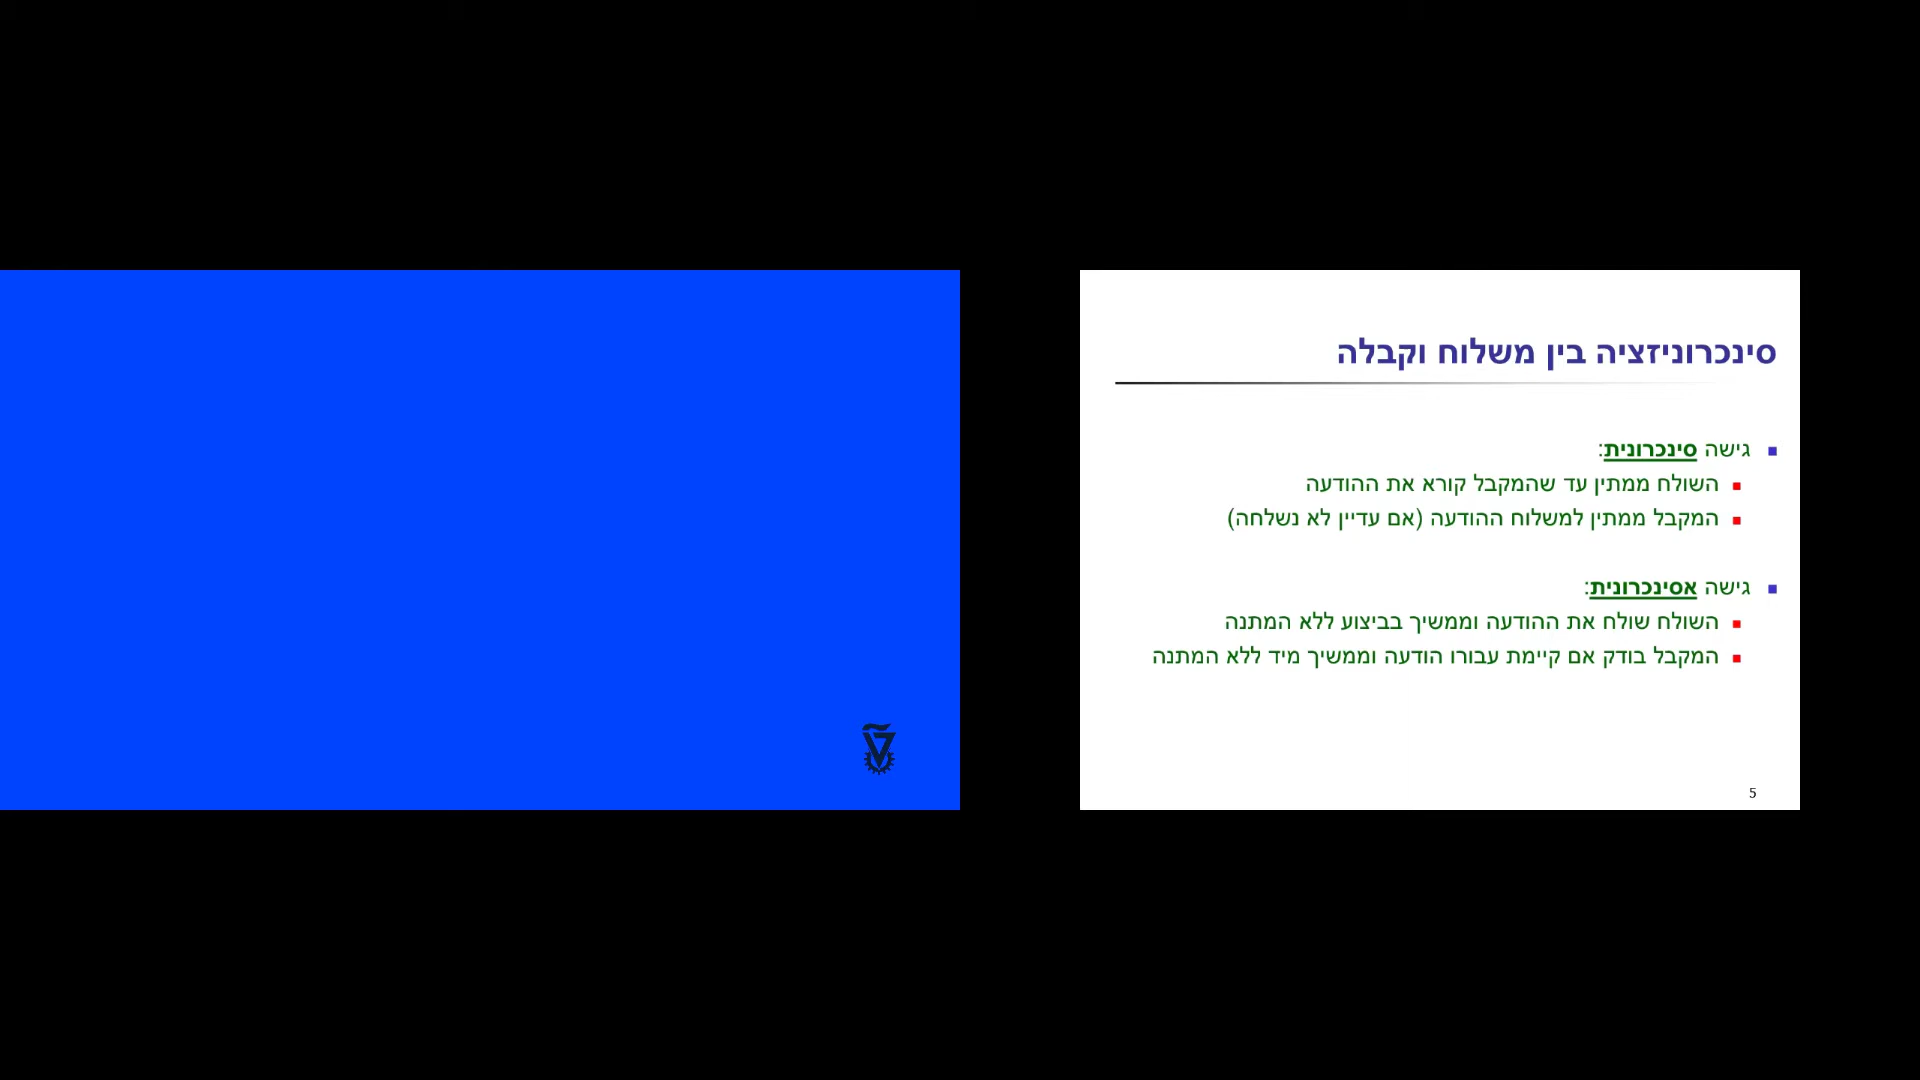 סינכרוניזציה בין משלוח וקבלה
גישה סינכרונית:
השולח ממתין עד שהמקבל קורא את ההודעה
המקבל ממתין למשלוח ההודעה (אם עדיין לא נשלחה)
גישה אסינכרונית:
השולח שולח את ההודעה וממשיך בביצוע ללא המתנה
המקבל בודק אם קיימת עבורו הודעה וממשיך מיד ללא המתנה
5